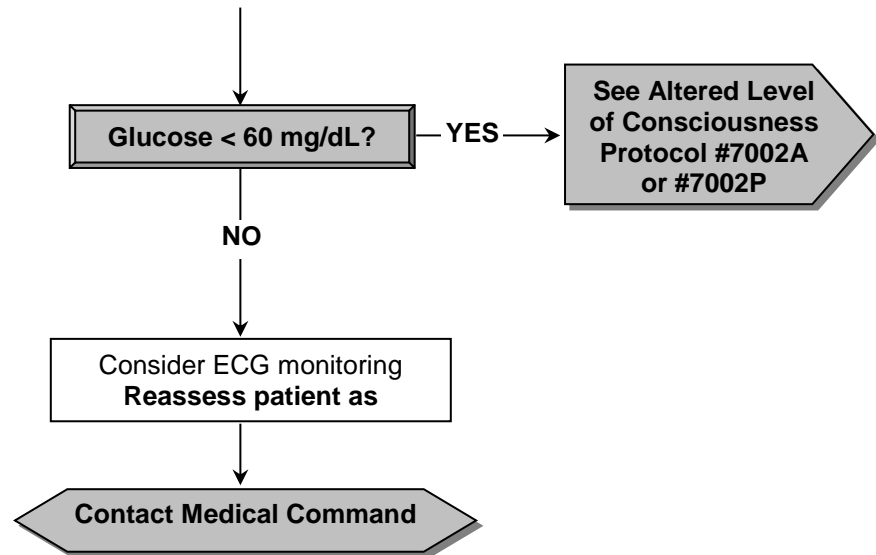 Glucose < 60 mg/dL?
YES
See Altered Level
of Consciousness
Protocol #7002A
or #7002P
NO
Consider ECG monitoring
Reassess patient as
Contact Medical Command